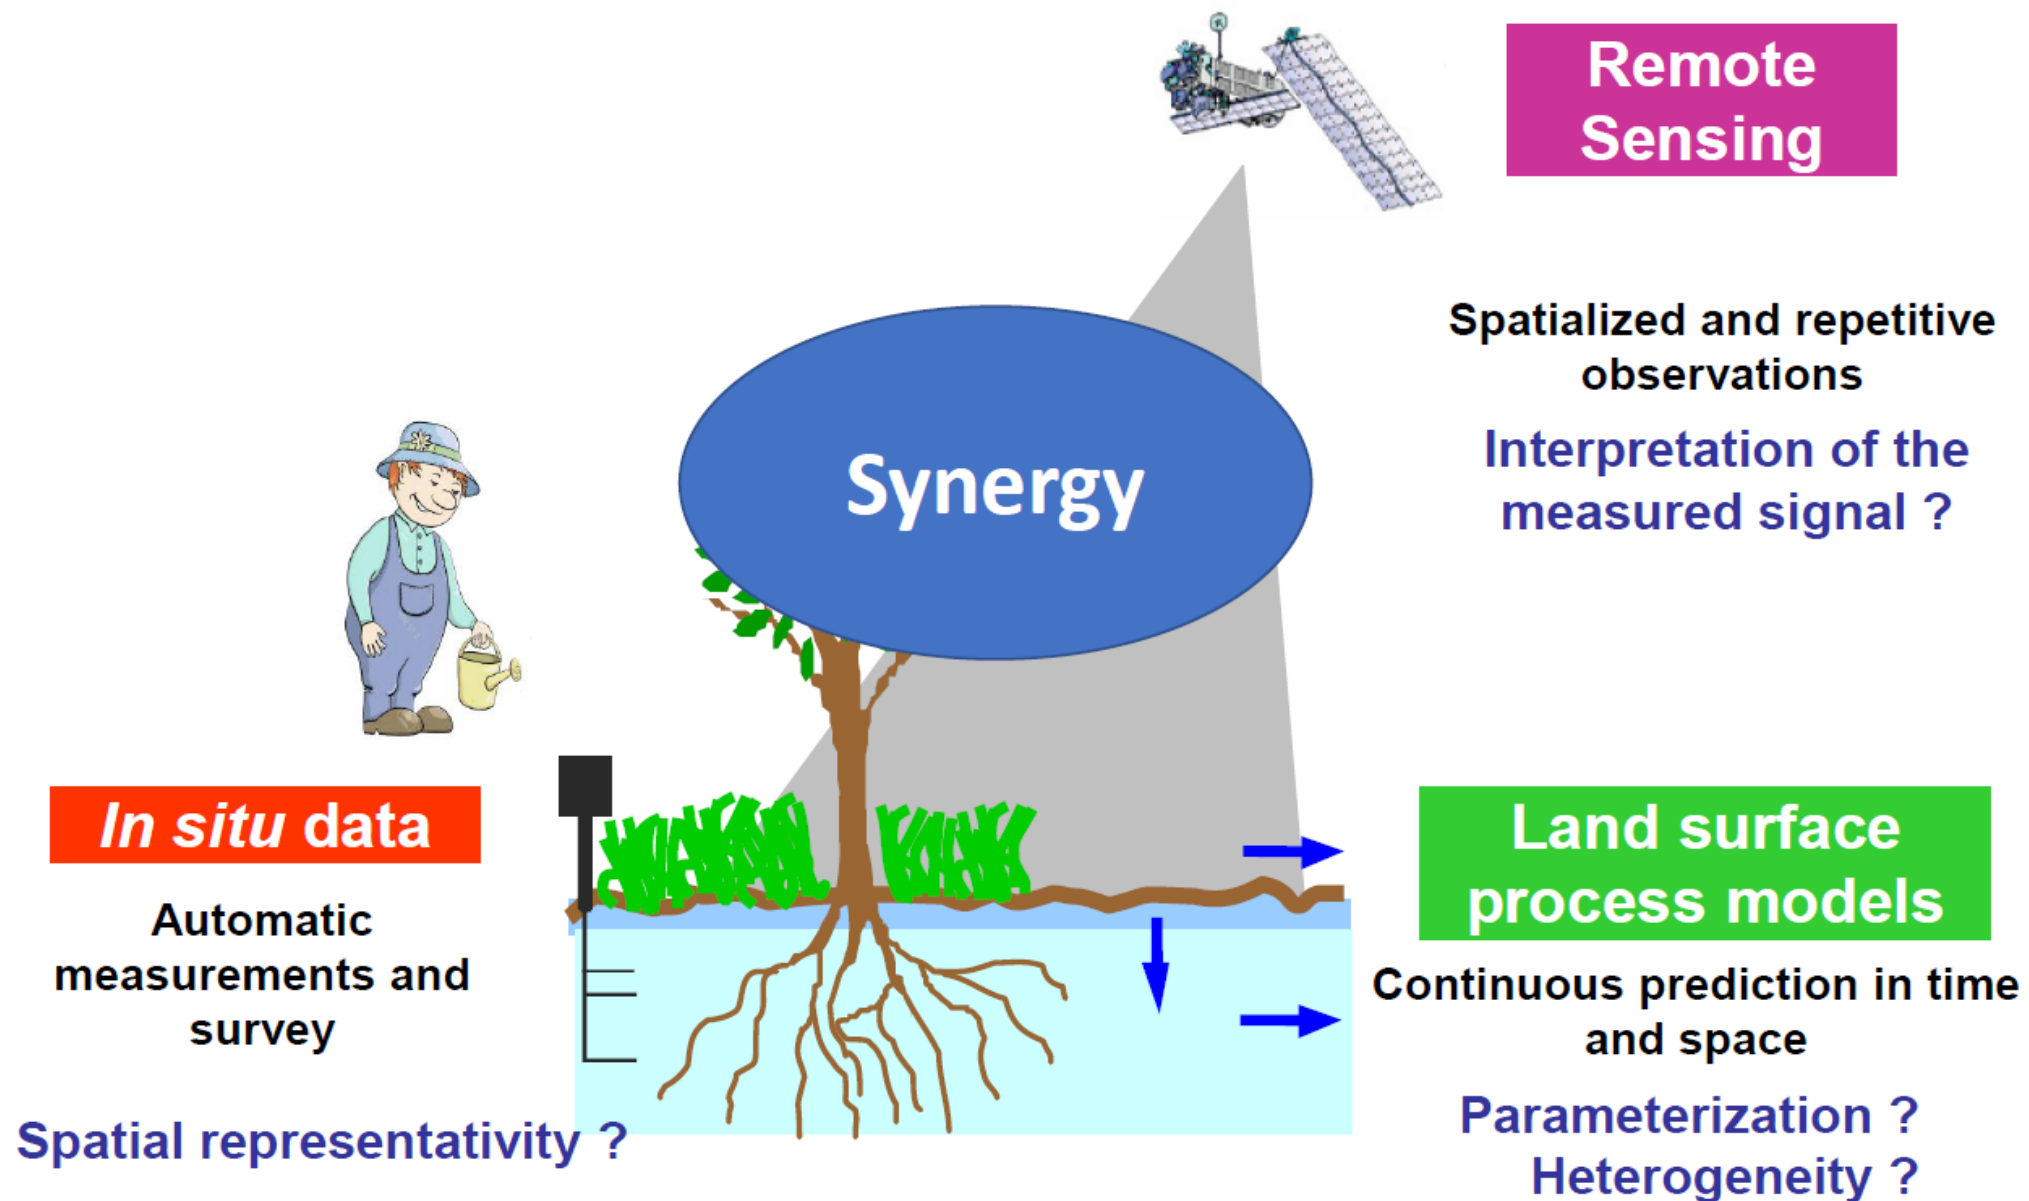 Remote
Sensing
Spatialized and repetitive
observations
Interpretation of the
measured signal ?
Synergy
In situ data
Automatic
measurements and
survey
Spatial representativity ?
Land surface
process models
Continuous prediction in time
and space
Parameterization ?
Heterogeneity ?